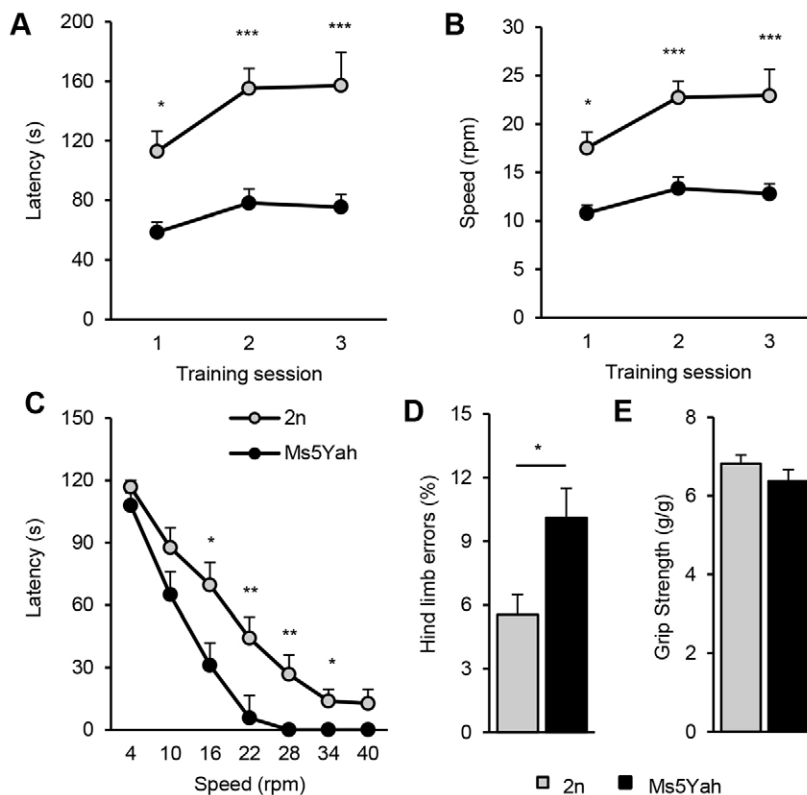 A
200
160
120
80
40
0
Latency (s)
*
***
***
1 2 3
Training session
B
30
25
20
15
10
5
0
Speed (rpm)
*
***
***
1 2 3
Training session
C
150
120
90
60
30
0
Latency (s)
2n
Ms5Yah
*
**
**
*
4 10 16 22 28 34 40
Speed (rpm)
D
15
12
9
6
3
0
Hind limb errors (%)
*
E
8
6
4
2
0
Grip Strength (g/g)
2n Ms5Yah